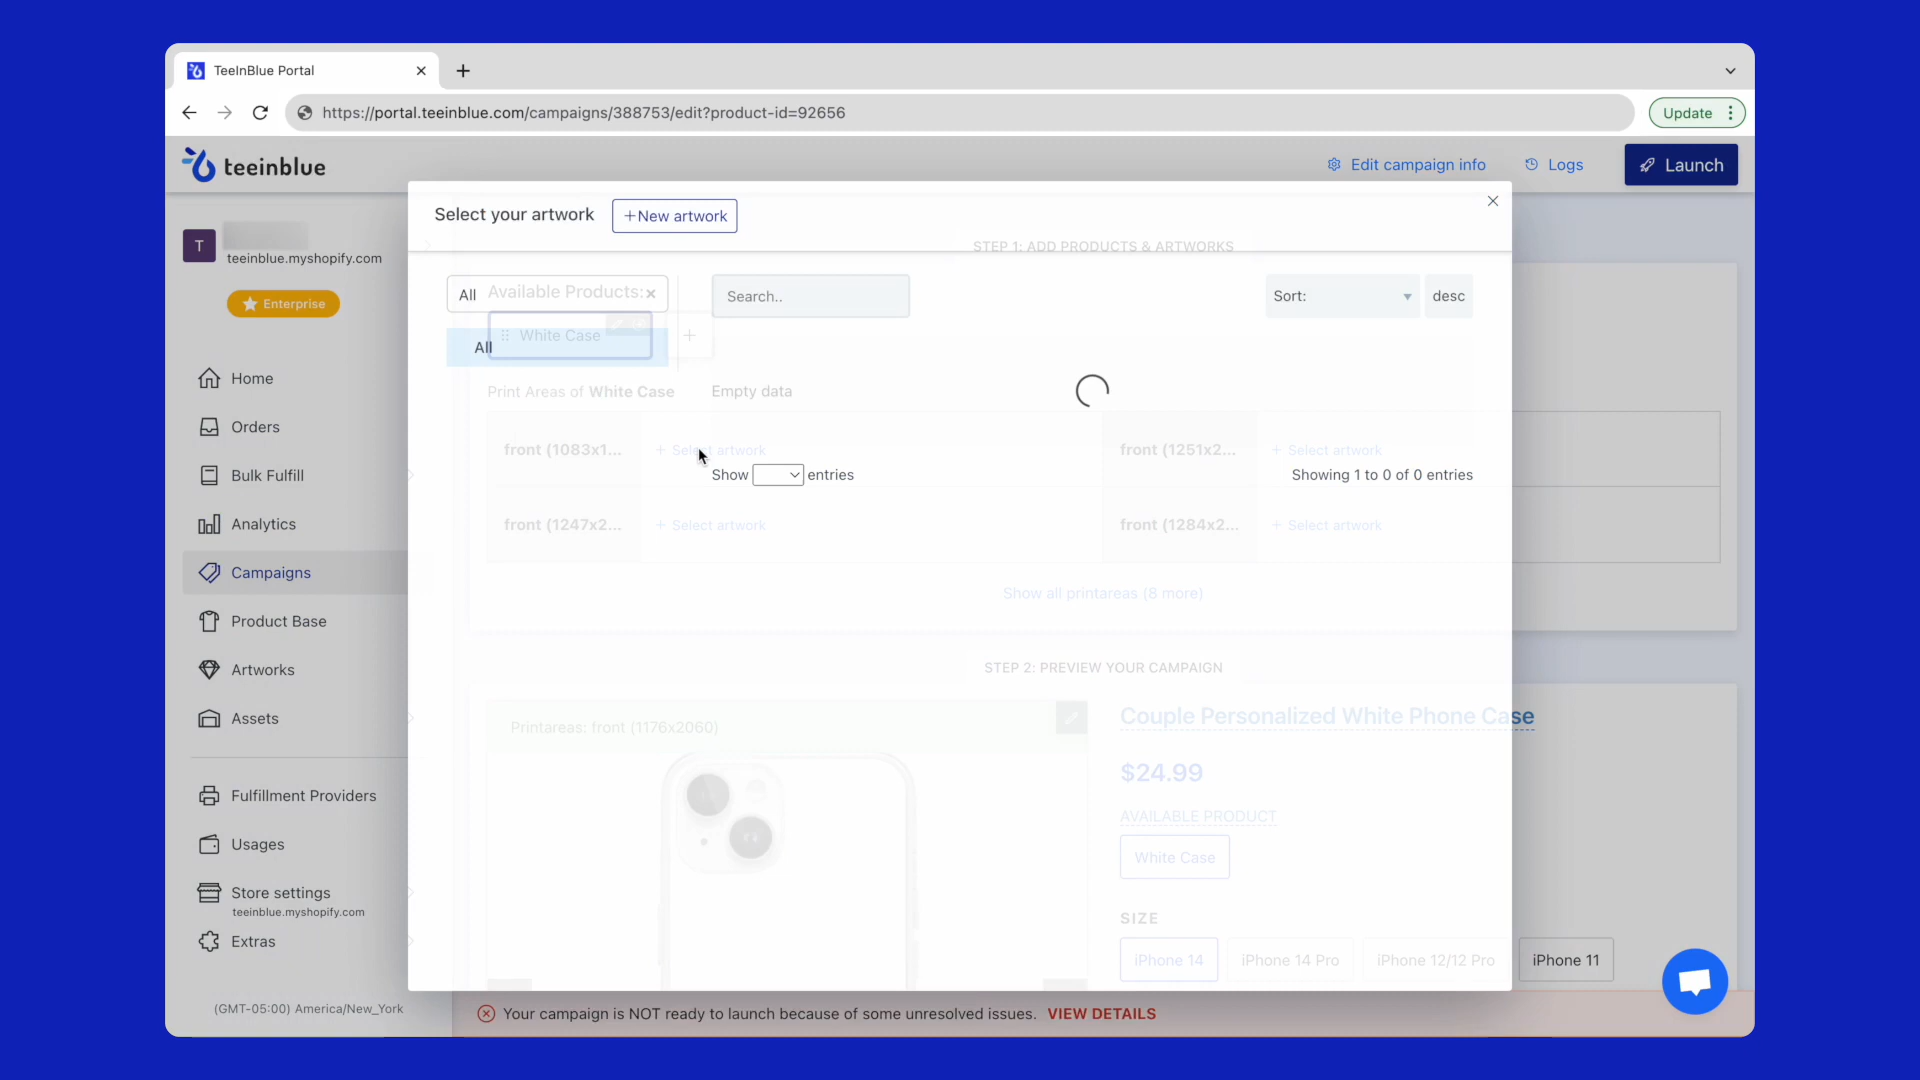 TeeInBlue Portal
https://portal.teeinblue.com/campaigns/388753/edit?product-id=92656
Update
teeinblue
Edit campaign info
Logs
Launch
T
teeinblue.myshopify.com
Enterprise
Home
Orders
Bulk Fulfill
Analytics
Campaigns
Product Base
Artworks
Assets
Fulfillment Providers
Usages
Store settings
teeinblue.myshopify.com
Extras
(GMT-05:00) America/New_York
Select your artwork
+New artwork
STEP 1: ADD PRODUCTS & ARTWORKS
All
Available Products:
Search..
Sort:
desc
White Case
All
Print Areas of White Case
Empty data
front (1083x1...
+ Select artwork
front (1251x2...
+ Select artwork
Show
entries
Showing 1 to 0 of 0 entries
front (1247x2...
+ Select artwork
front (1284x2...
+ Select artwork
Show all printareas (8 more)
STEP 2: PREVIEW YOUR CAMPAIGN
Printareas: front (1176x2060)
Couple Personalized White Phone Case
$24.99
AVAILABLE PRODUCT
White Case
SIZE
iPhone 14
iPhone 14 Pro
iPhone 12/12 Pro
iPhone 11
Your campaign is NOT ready to launch because of some unresolved issues. VIEW DETAILS